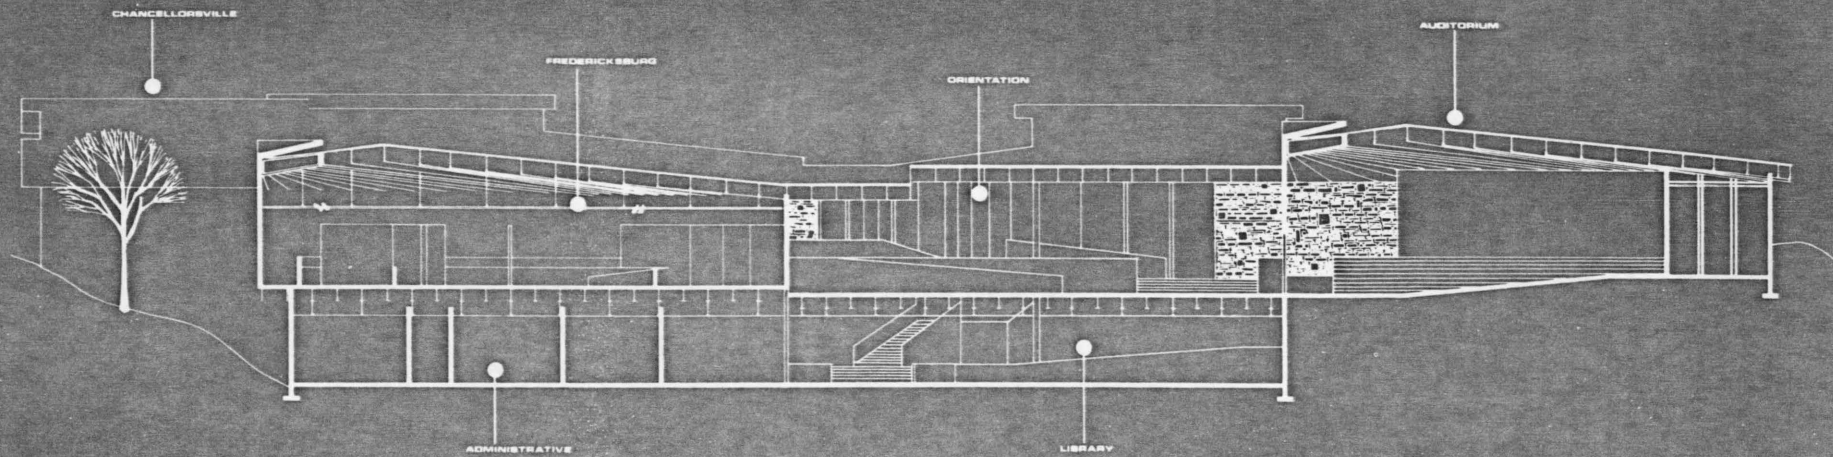 CHANCELLORSVILLE
FREDERICKSBURG
ORIENTATION
AUDITORIUM
ADMINISTRATIVE
LIBRARY